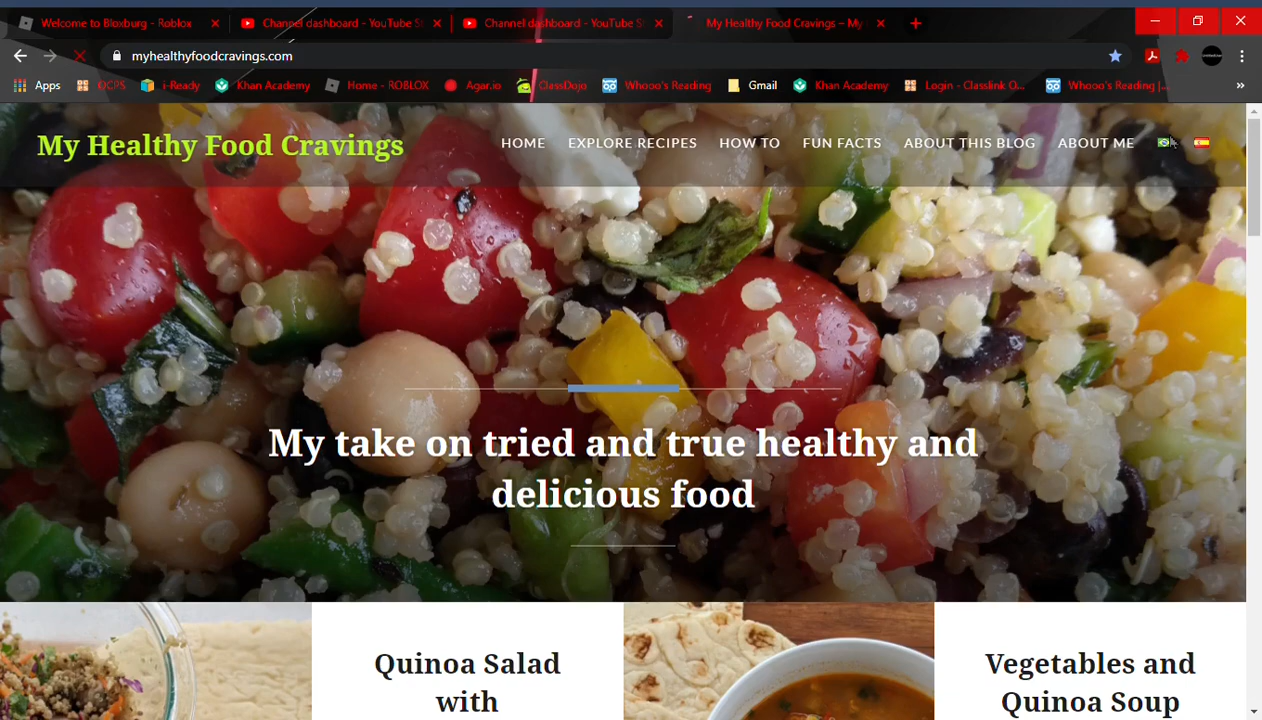 Welcome to Bloxburg - Roblox
Channel dashboard - YouTube S
Channel dashboard - YouTube S
My Healthy Food Cravings – My
myhealthyfoodcravings.com
Apps
OCPS
i-Ready
Khan Academy
Home - ROBLOX
Agar.io
ClassDojo
Whooo's Reading
Gmail
Khan Academy
Login - Classlink O...
Whooo's Reading |...
My Healthy Food Cravings
HOME
EXPLORE RECIPES
HOW TO
FUN FACTS
ABOUT THIS BLOG
ABOUT ME
My take on tried and true healthy and
delicious food
Quinoa Salad
with
Vegetables and
Quinoa Soup